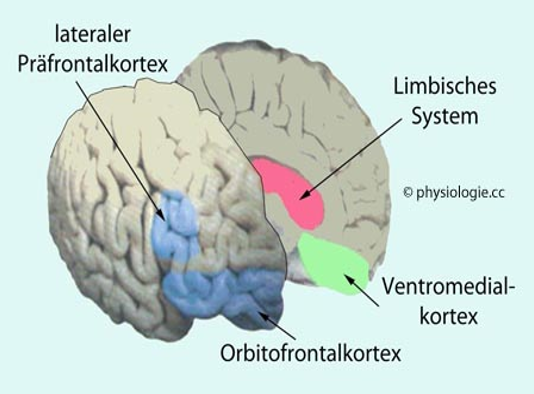 lateraler
Präfrontalkortex
Limbisches
System
© physiologie.cc
Ventromedial-
kortex
Orbitofrontalkortex